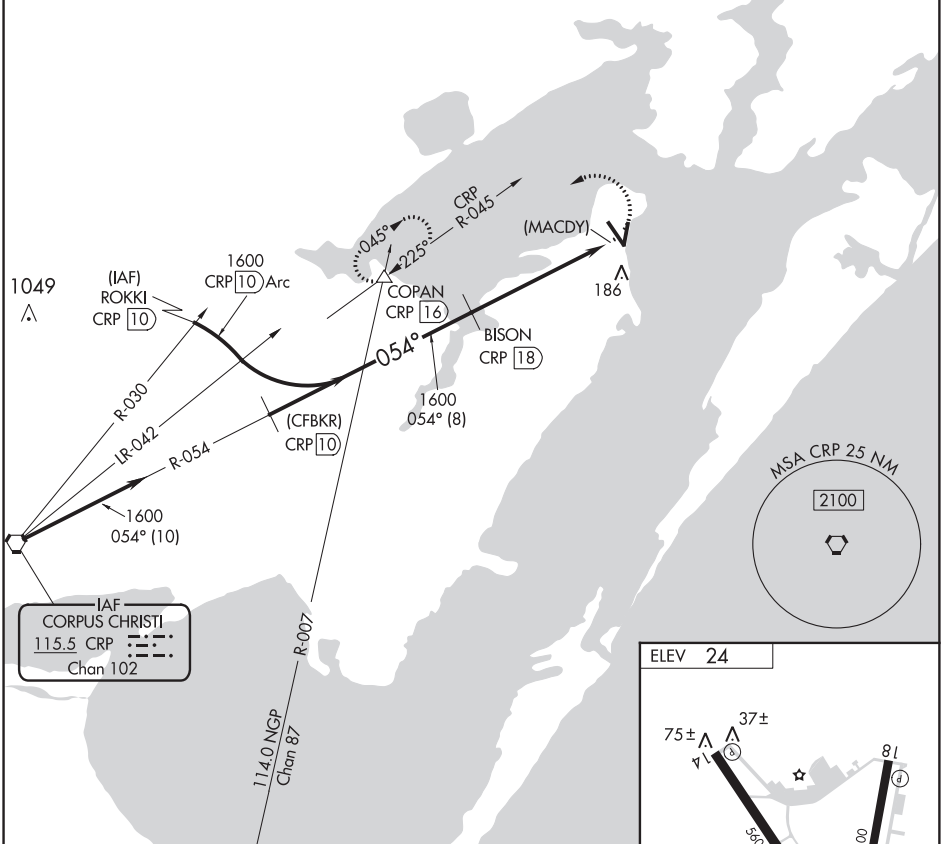 CRP
R-045
045°
225°
(MACDY)
1600
CRP 10 Arc
1049
(IAF)
ROKKI
CRP 10
COPAN
CRP 16
186
BISON
CRP 18
054°
R-030
1600
054° (8)
(CFBKR)
CRP 10
LR-042
R-054
MSA CRP 25 NM
2100
1600
054° (10)
IAF
CORPUS CHRISTI
115.5 CRP
Chan 102
R-007
114.0 NGP
Chan 87
ELEV 24
75±
37±
P
14
18
P
560
00